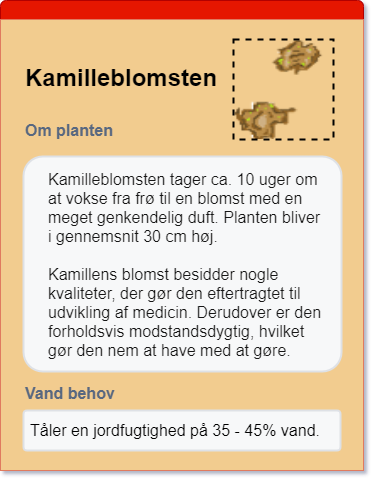 Kamilleblomsten
Om planten
Kamilleblomsten tager ca. 10 uger om
at vokse fra frø til en blomst med en
meget genkendelig duft. Planten bliver
i gennemsnit 30 cm høj.
Kamillens blomst besidder nogle
kvaliteter, der gør den eftertragtet til
udvikling af medicin. Derudover er den
forholdsvis modstandsdygtig, hvilket
gør den nem at have med at gøre.
Vand behov
Tåler en jordfugtighed på 35 - 45% vand.